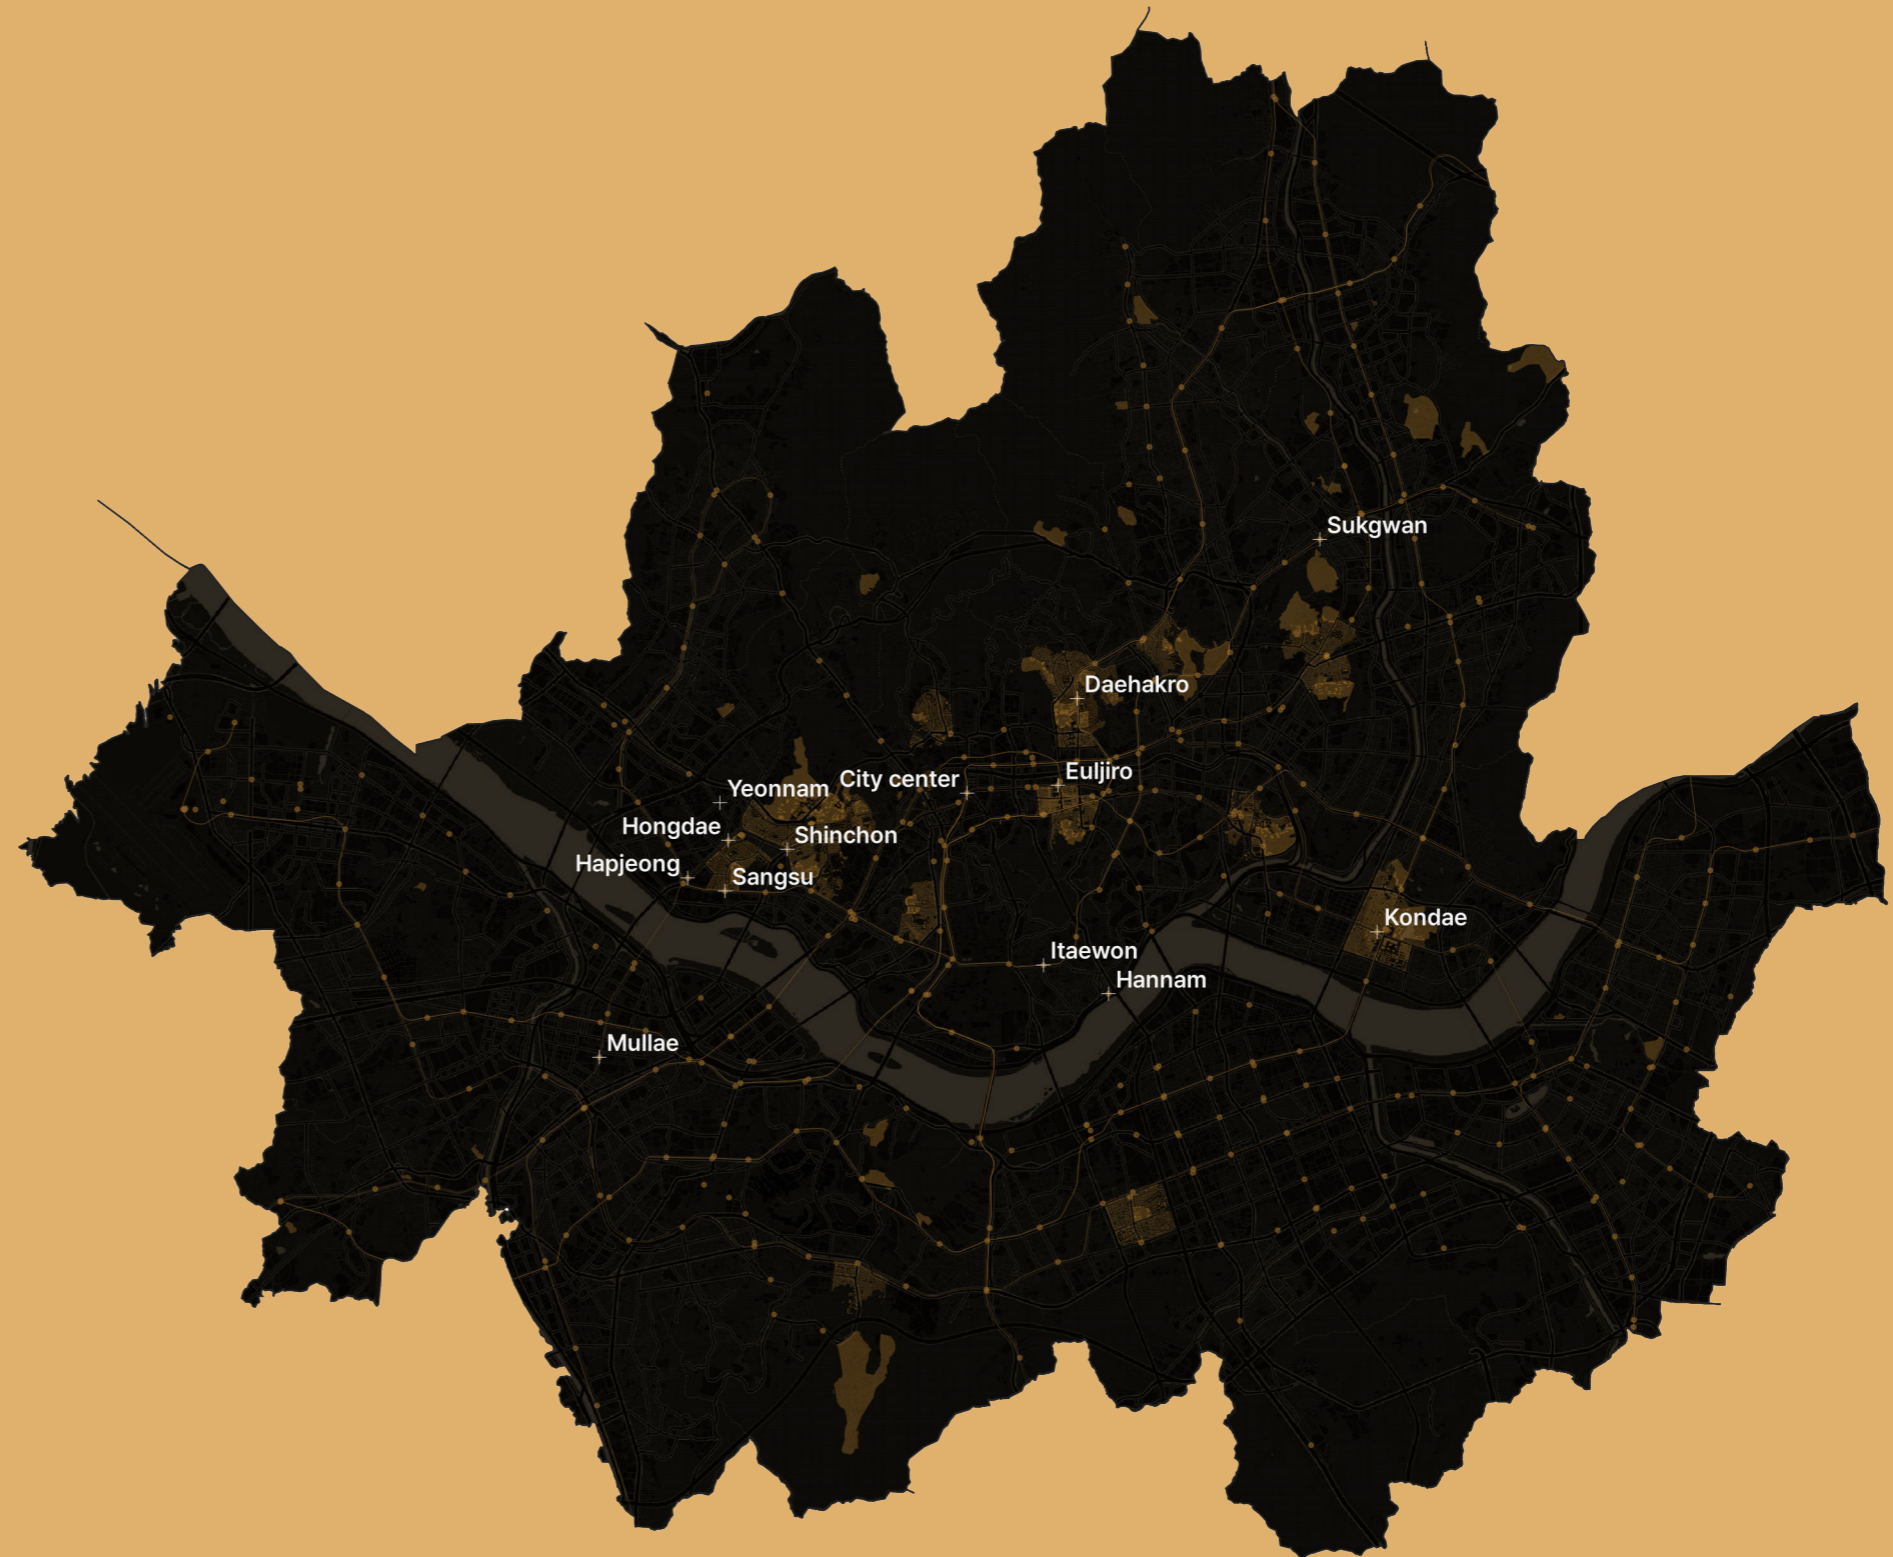 Sukgwan
Daehakro
Euljiro
City center
Yeonnam
Hongdae
Shinchon
Hapjeong
Sangsu
Kondae
Itaewon
Hannam
Mullae